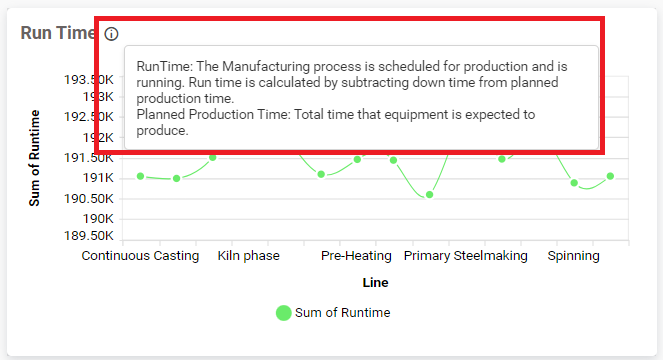 Run Time
RunTime: The Manufacturing process is scheduled for production and is
running. Run time is calculated by subtracting down time from planned
production time.
Planned Production Time: Total time that equipment is expected to
produce.
Sum of Runtime
193.50K
193K
192.50K
192K
191.50K
191K
190.50K
190K
189.50K
Continuous Casting
Kiln phase
Pre-Heating
Primary Steelmaking
Spinning
Line
Sum of Runtime